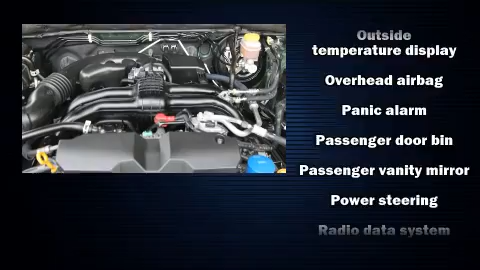 Outside
temperature display
Overhead airbag
Panic alarm
Passenger door bin
Passenger vanity mirror
Power steering
Radio data system